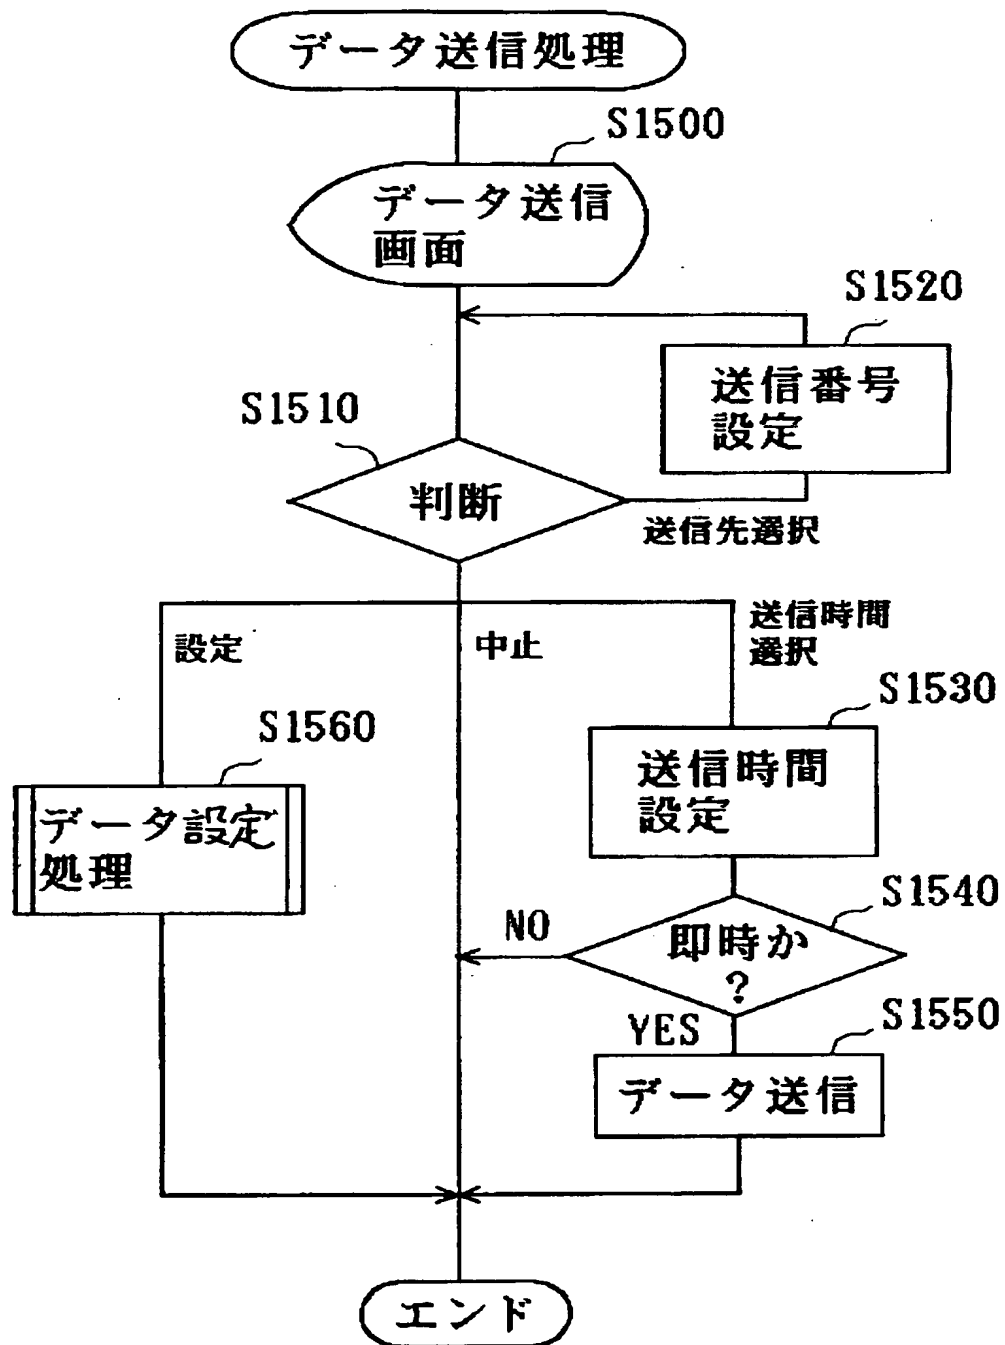 データ送信処理
S1500
データ送信
画面
S1520
送信番号
設定
S1510
判断
送信先選択
設定
中止
送信時間
選択
S1530
送信時間
設定
S1560
データ設定
処理
S1540
即時か
?
NO
YES
S1550
データ送信
エンド